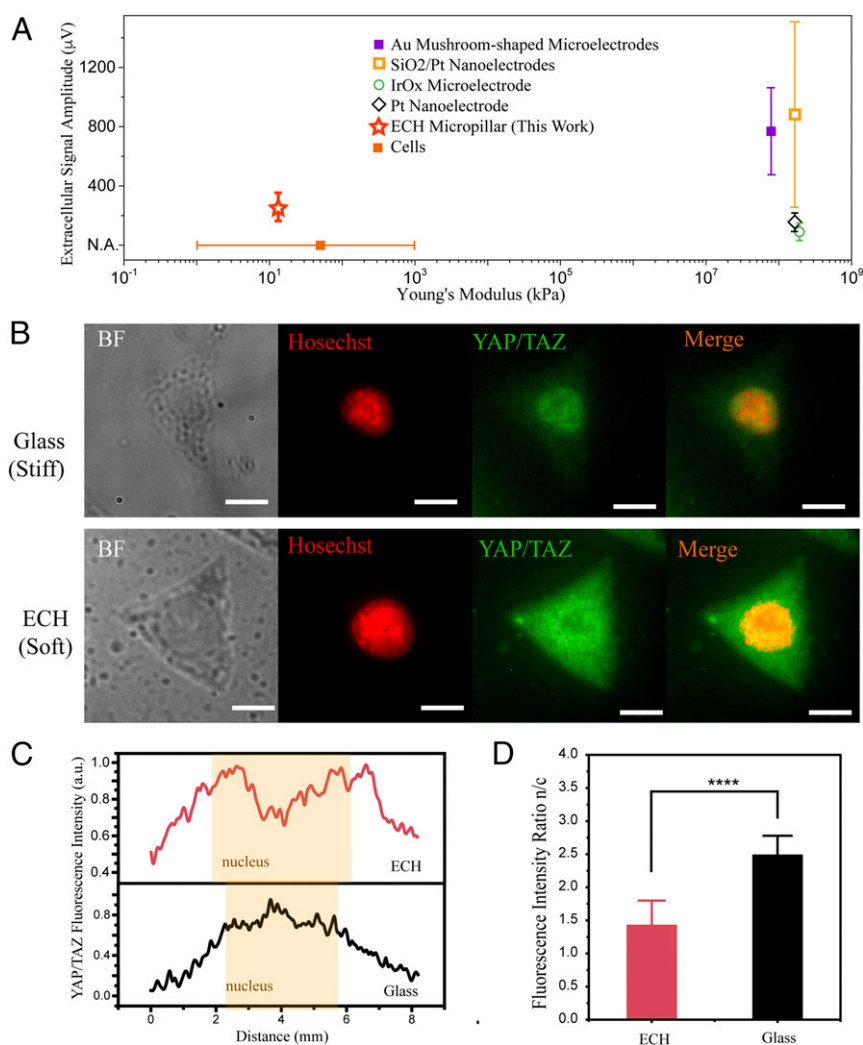 A
Extracellular Signal Amplitude (μV)
1200
800
400
N.A.
Au Mushroom-shaped Microelectrodes
SiO2/Pt Nanoelectrodes
IrOx Microelectrode
Pt Nanoelectrode
ECH Micropillar (This Work)
Cells
10⁻¹ 10¹ 10³ 10⁵ 10⁷ 10⁹
Young's Modulus (kPa)
B
BF Hosechst YAP/TAZ Merge
Glass
(Stiff)
BF Hosechst YAP/TAZ Merge
ECH
(Soft)
C
YAP/TAZ Fluorescence Intensity (a.u.)
1.0
0.8
0.6
0.4
nucleus
ECH
0.8
0.4
0.0
nucleus
Glass
0 2 4 6 8
Distance (mm)
D
Fluorescence Intensity Ratio n/c
4.0
3.5
3.0
2.5
2.0
1.5
1.0
0.5
0.0
****
ECH Glass